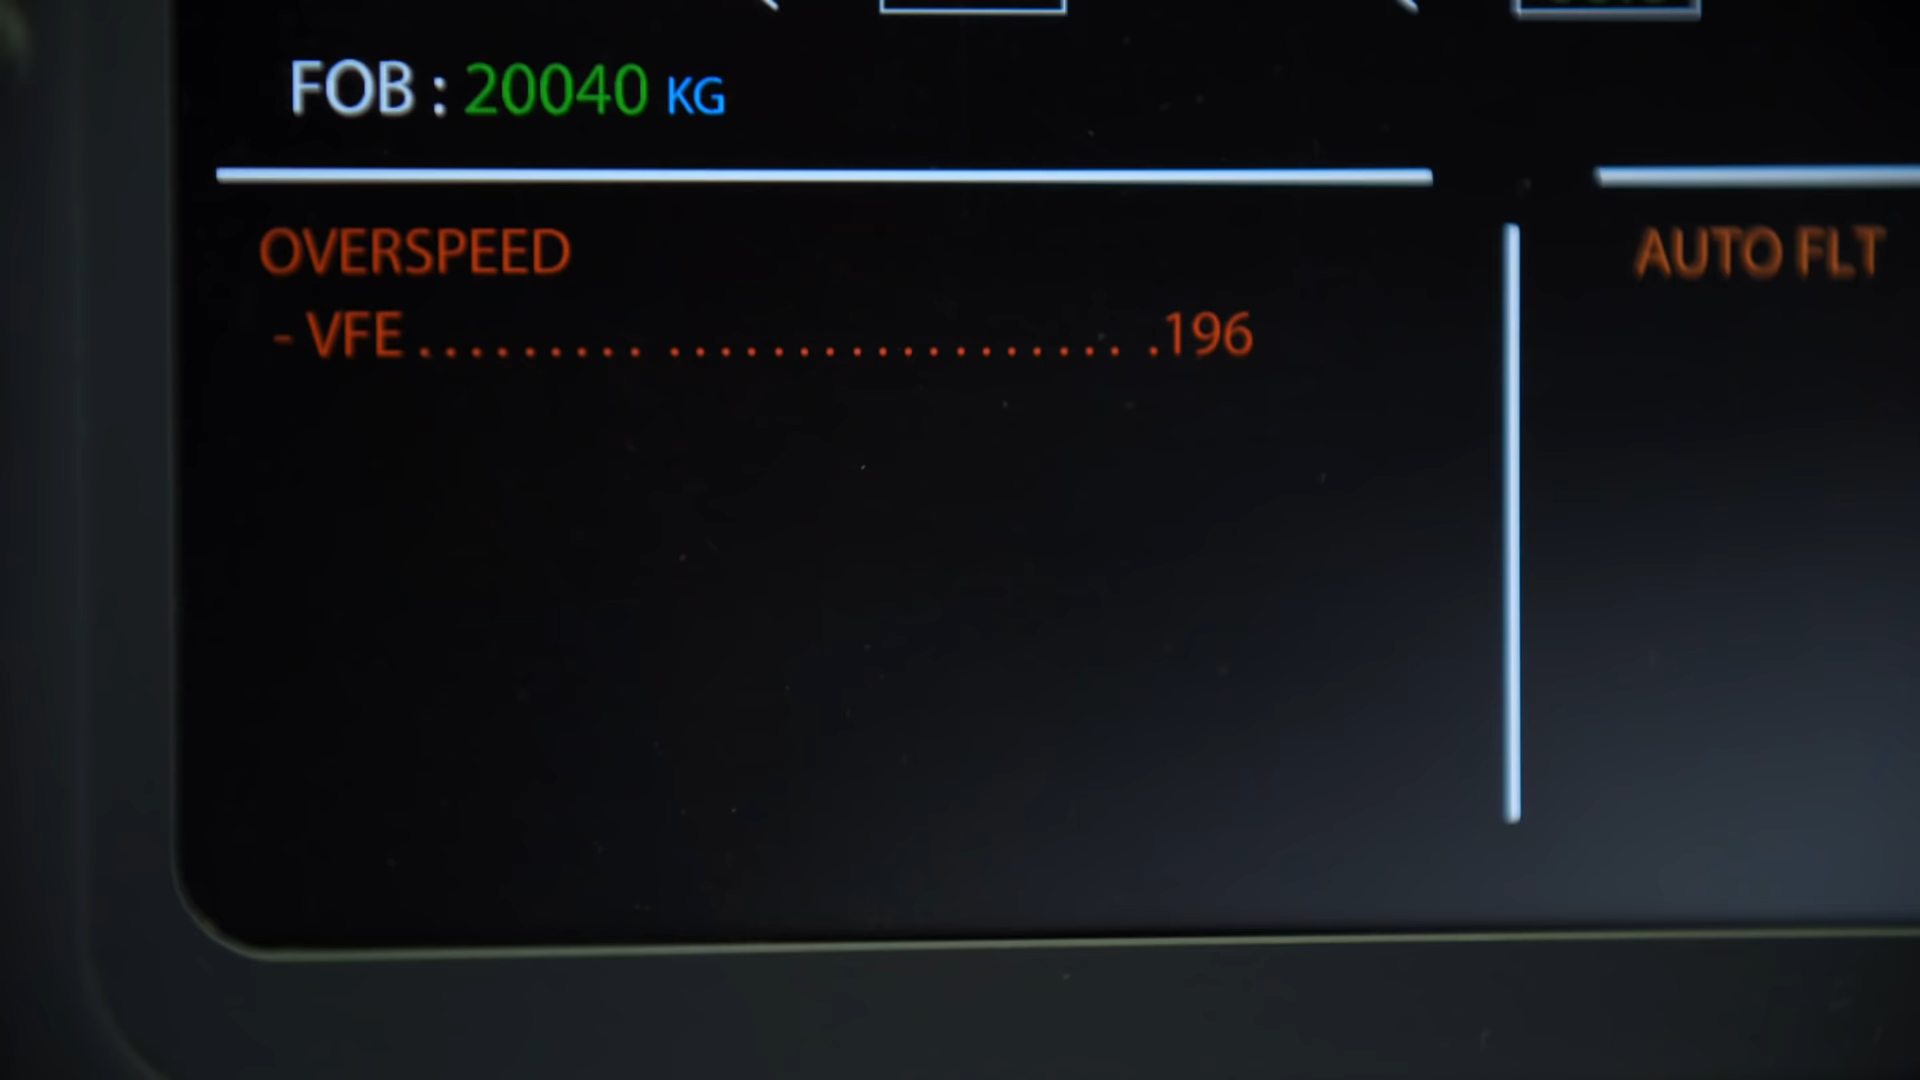 FOB : 20040 KG
OVERSPEED
- VFE ......... .................. .196
AUTO FLT